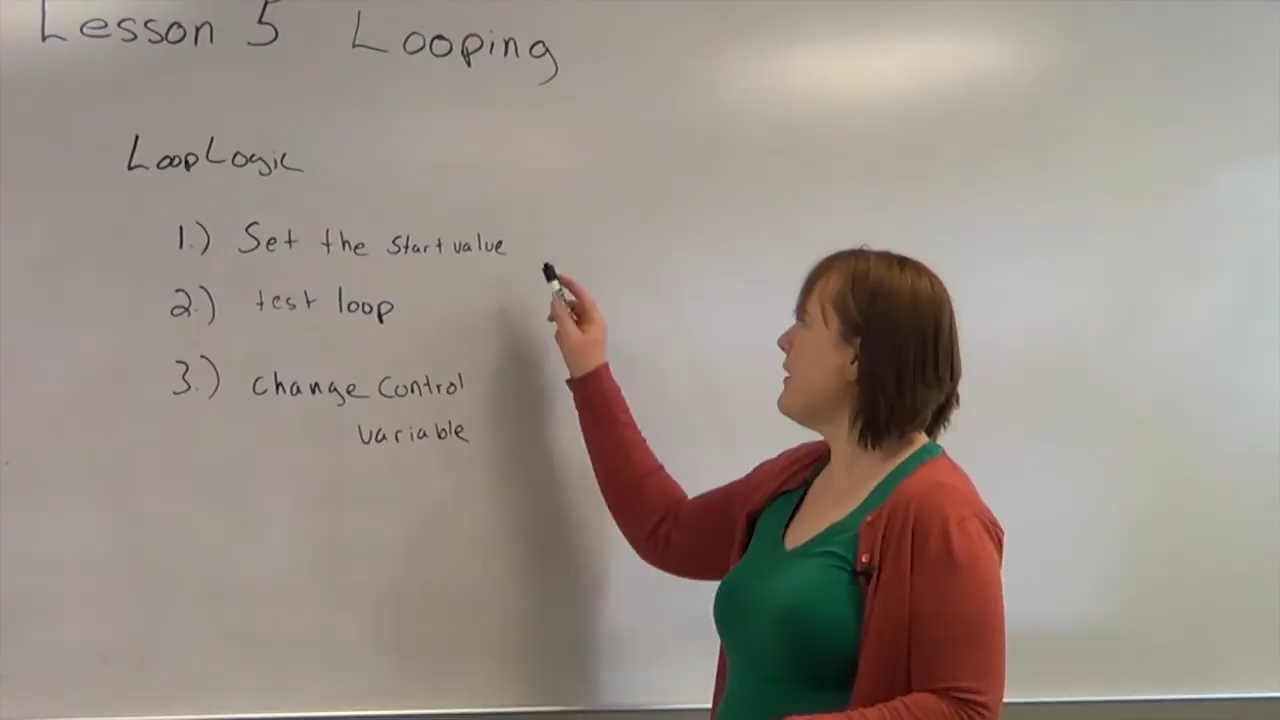 Lesson 5 Looping
LoopLogic
1.) Set the Start value
2.) test loop
3.) Change Control
variable